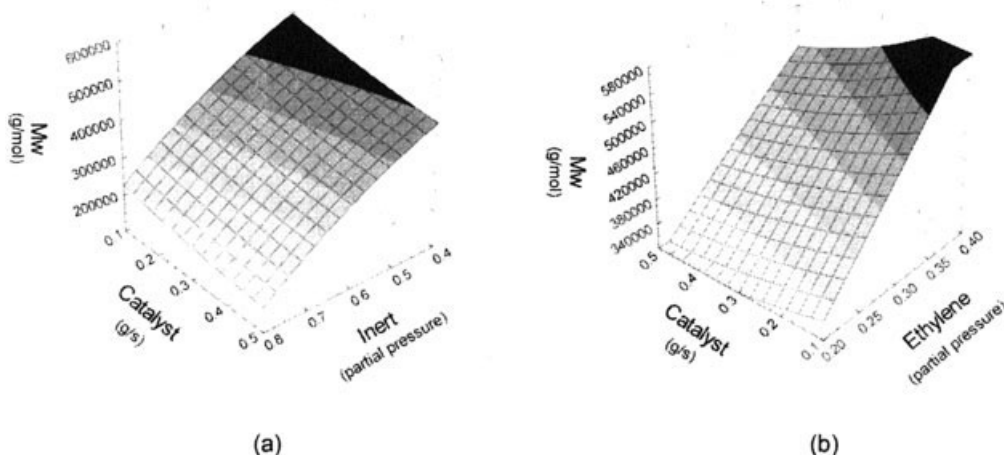 600000
500000
400000
300000
200000
Mw
(g/mol)
0.1
0.2
0.3
0.4
0.5
Catalyst
(g/s)
0.8
0.7
0.6
0.5
0.4
Inert
(partial pressure)
(a)
580000
540000
500000
460000
420000
380000
340000
Mw
(g/mol)
0.5
0.4
0.3
0.2
0.1
Catalyst
(g/s)
0.20
0.25
0.30
0.35
0.40
Ethylene
(partial pressure)
(b)